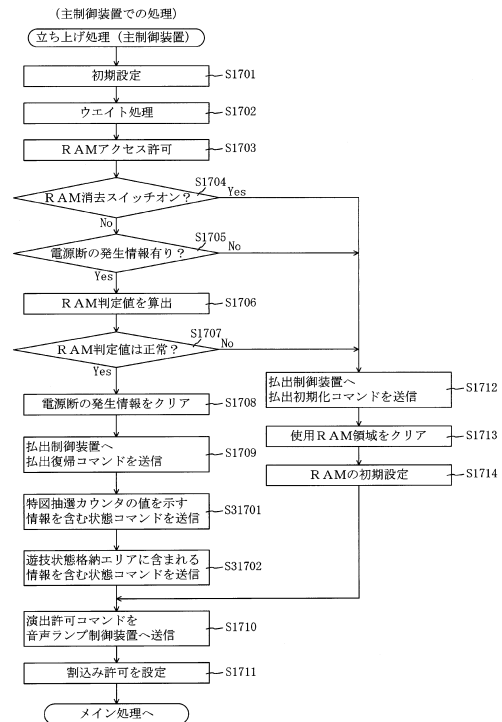 (主制御装置での処理)
立ち上げ処理(主制御装置)
初期設定
S1701
ウエイト処理
S1702
RAMアクセス許可
S1703
RAM消去スイッチオン?
S1704
Yes
No
電源断の発生情報有り?
S1705
No
Yes
RAM判定値を算出
S1706
RAM判定値は正常?
S1707
No
Yes
電源断の発生情報をクリア
S1708
払出制御装置へ
払出復帰コマンドを送信
S1709
特図抽選カウンタの値を示す
情報を含む状態コマンドを送信
S31701
遊技状態格納エリアに含まれる
情報を含む状態コマンドを送信
S31702
払出制御装置へ
払出初期化コマンドを送信
S1712
使用RAM領域をクリア
S1713
RAMの初期設定
S1714
演出許可コマンドを
音声ランプ制御装置へ送信
S1710
割込み許可を設定
S1711
メイン処理へ